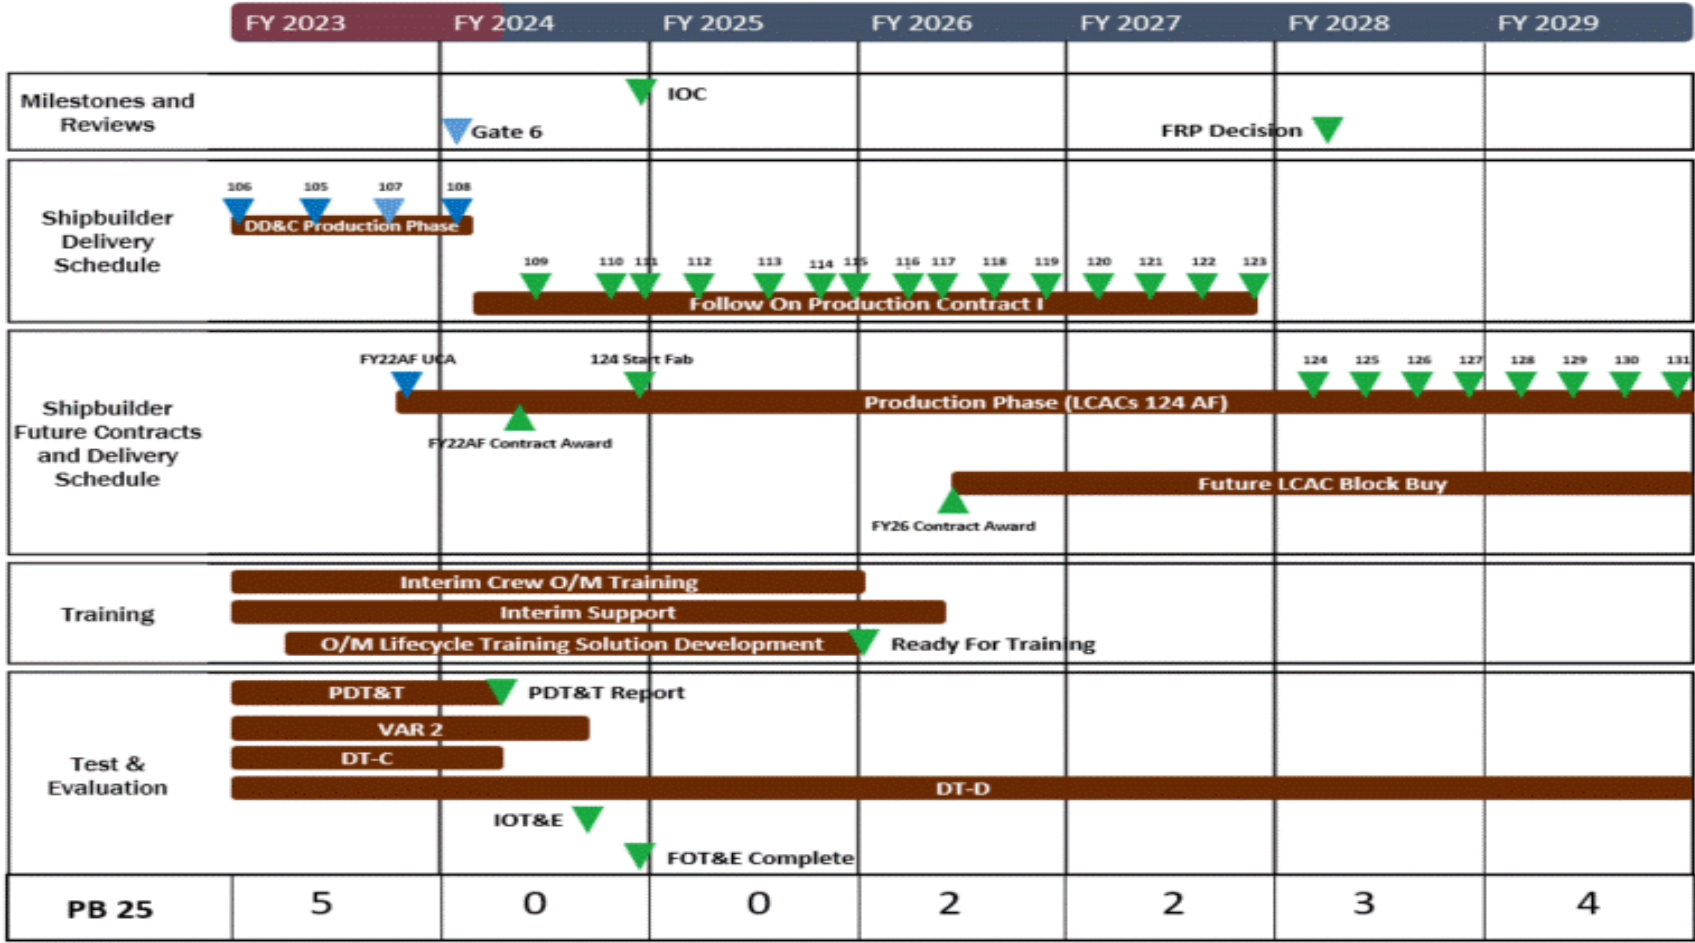 FY 2023 FY 2024 FY 2025 FY 2026 FY 2027 FY 2028 FY 2029
Milestones and
Reviews
IOC
Gate 6
FRP Decision
Shipbuilder
Delivery
Schedule
106 105 107 108
DD&C Production Phase
109 110 111 112 113 114 115 116 117 118 119 120 121 122 123
Follow On Production Contract I
Shipbuilder
Future Contracts
and Delivery
Schedule
FY22AF UCA
124 Start Fab
124 125 126 127 128 129 130 131
Production Phase (LCACs 124 AF)
FY22AF Contract Award
Future LCAC Block Buy
FY26 Contract Award
Training
Interim Crew O/M Training
Interim Support
O/M Lifecycle Training Solution Development
Ready For Training
Test &
Evaluation
PDT&T
PDT&T Report
VAR 2
DT-C
DT-D
IOT&E
FOT&E Complete
PB 25 5 0 0 2 2 3 4